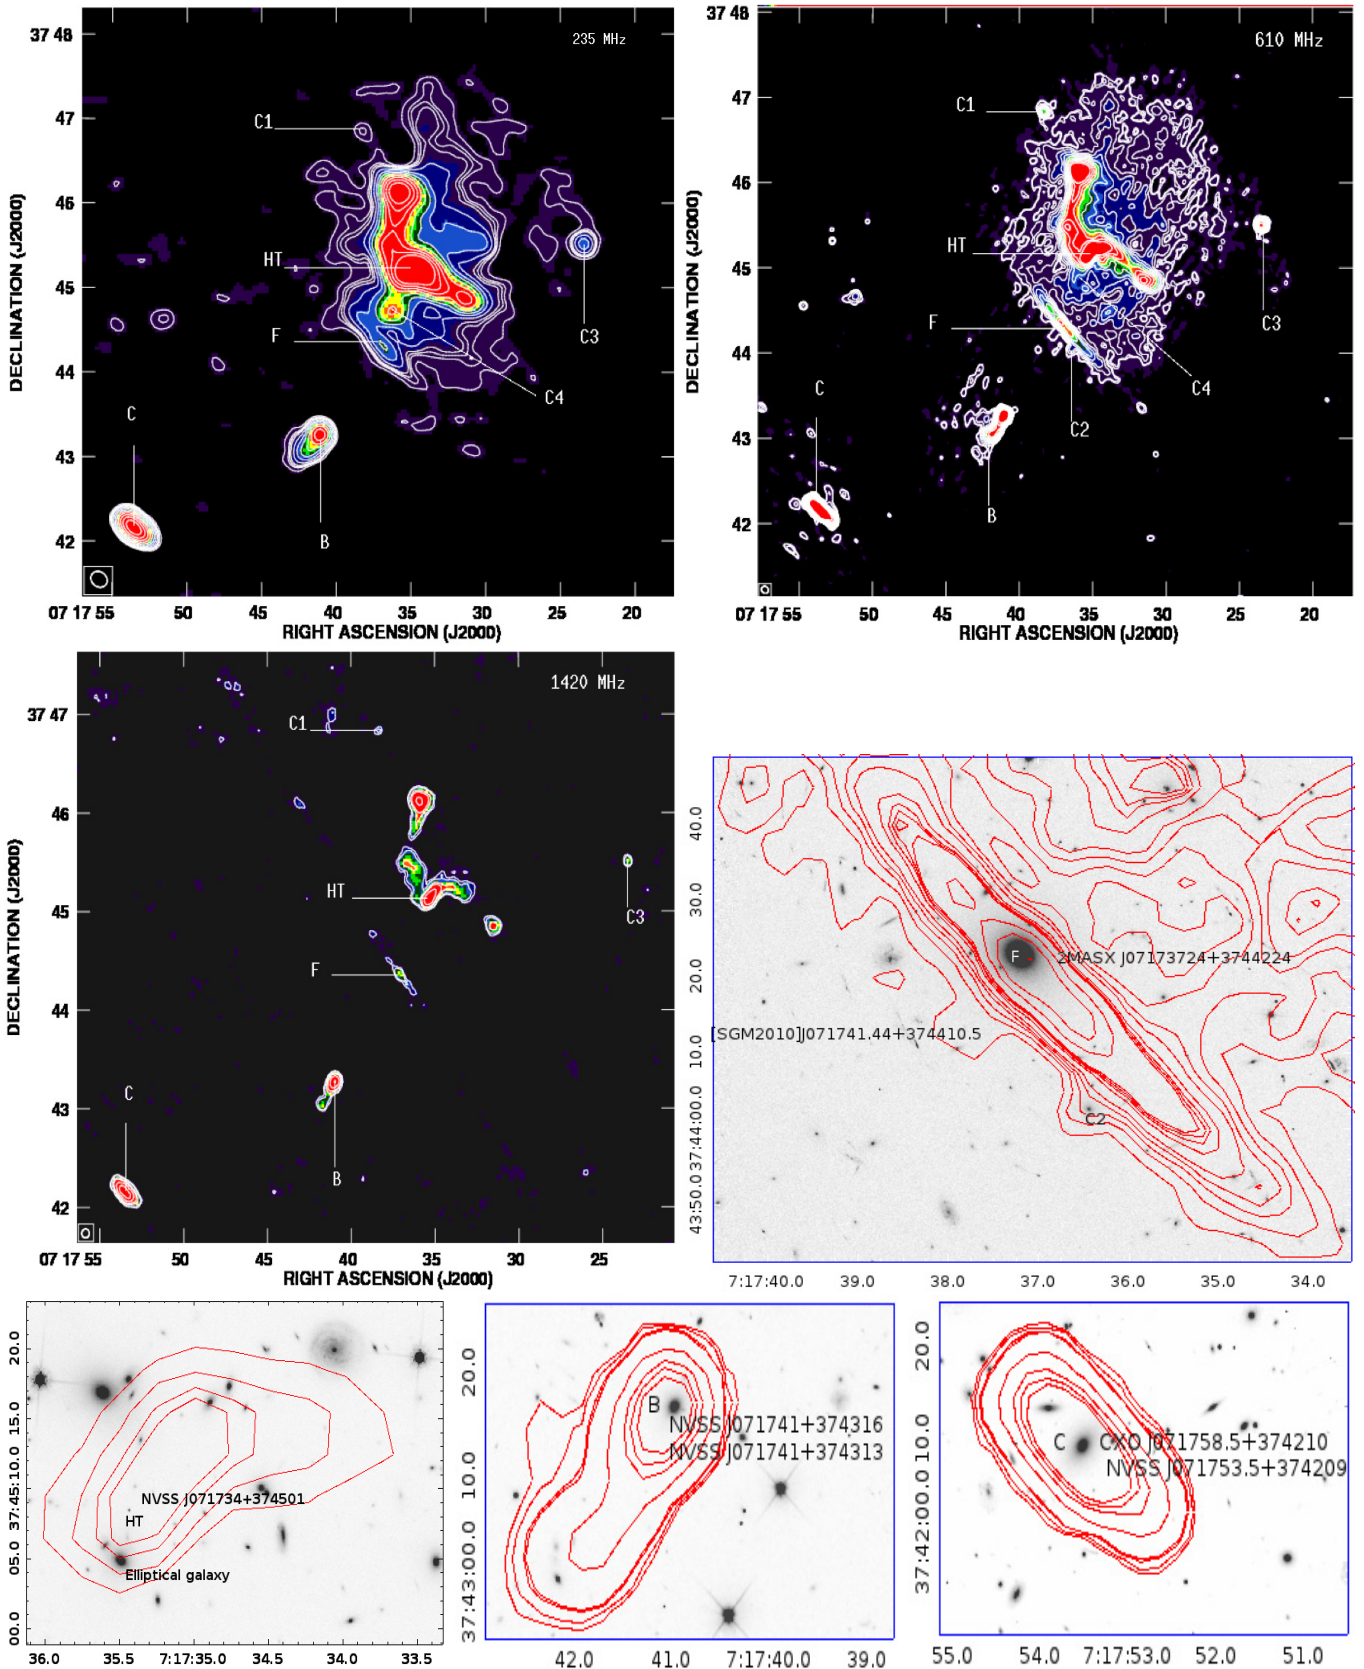 37 48
235 MHz
C1
47
46
HT
45
F
C3
44
C4
C
43
B
42
DECLINATION (J2000)
07 17 55
50
45
40
35
30
25
20
RIGHT ASCENSION (J2000)
37 48
610 MHz
47
C1
46
HT
45
F
C3
44
C4
C
C2
43
B
42
DECLINATION (J2000)
07 17 55
50
45
40
35
30
25
20
RIGHT ASCENSION (J2000)
1420 MHz
37 47
C1
46
HT
C3
45
F
44
C
43
B
42
DECLINATION (J2000)
07 17 55
50
45
40
35
30
25
RIGHT ASCENSION (J2000)
40.0
30.0
20.0
10.0
37:44:00.0
43:50.0
F
2MASX J07173724+3744224
[SGM2010]J071741.44+374410.5
C2
7:17:40.0
39.0
38.0
37.0
36.0
35.0
34.0
20.0
15.0
37:45:10.0
05.0
00.0
NVSS J071734+374501
HT
Elliptical galaxy
36.0
35.5
7:17:35.0
34.5
34.0
33.5
20.0
10.0
37:43:00.0
B
NVSS J071741+374316
NVSS J071741+374313
42.0
41.0
7:17:40.0
39.0
20.0
10.0
37:42:00.0
C
CXO J071758.5+374210
NVSS J071753.5+374209
55.0
54.0
7:17:53.0
52.0
51.0